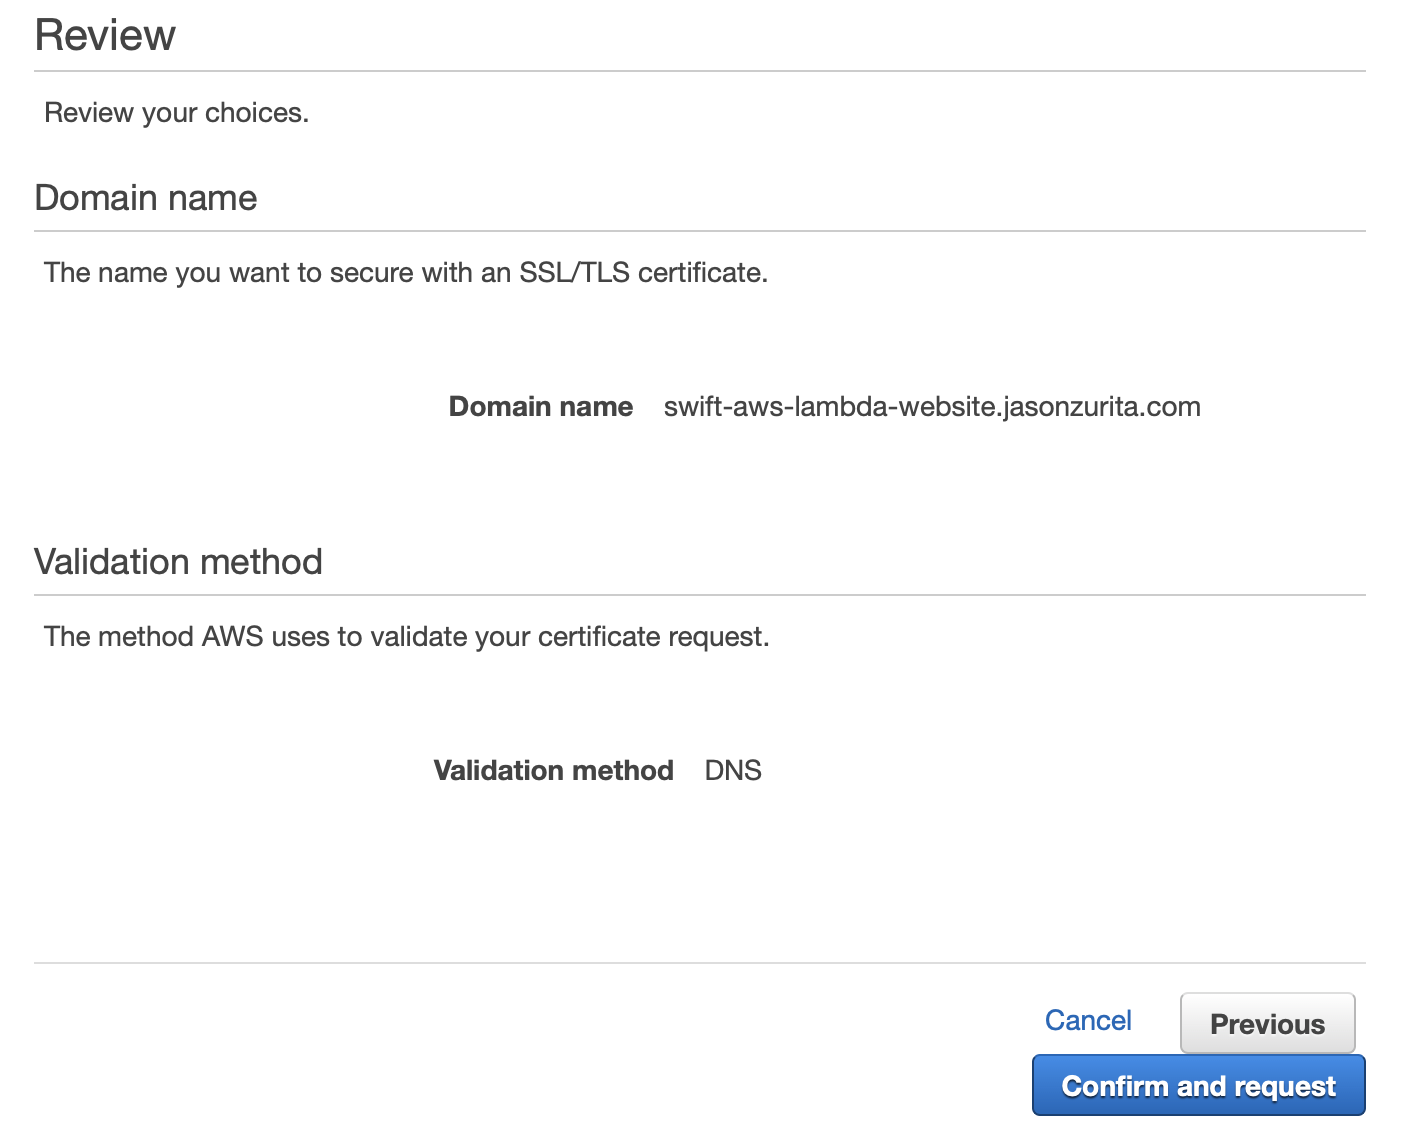 Review
Review your choices.
Domain name
The name you want to secure with an SSL/TLS certificate.
Domain name swift-aws-lambda-website.jasonzurita.com
Validation method
The method AWS uses to validate your certificate request.
Validation method DNS
Cancel Previous
Confirm and request